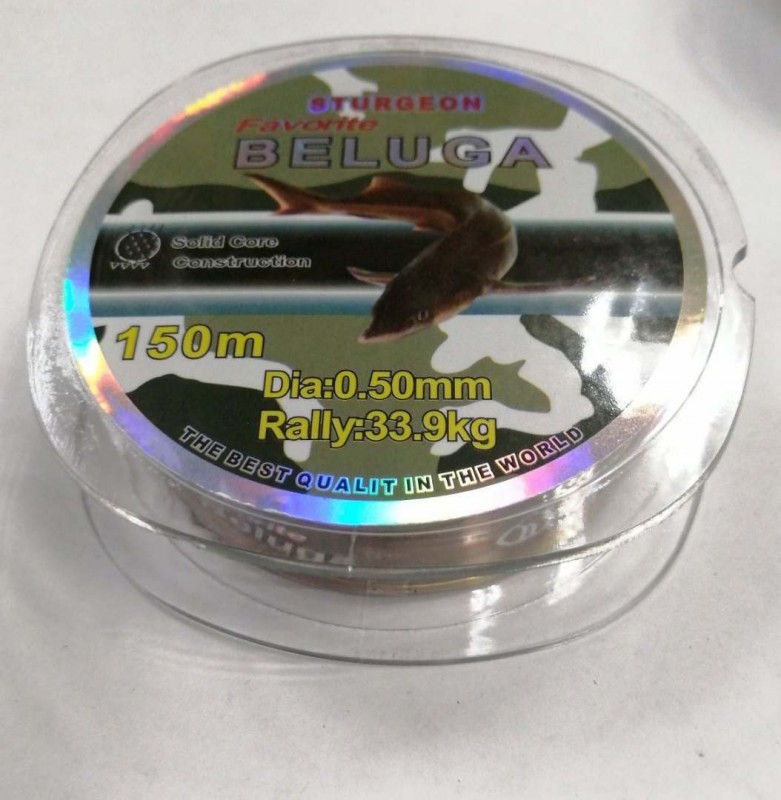 STURGEON
Favorite
BELUGA
Solid Core
Construction
150m
Dia:0.50mm
Rally:33.9kg
THE BEST QUALIT IN THE WORLD